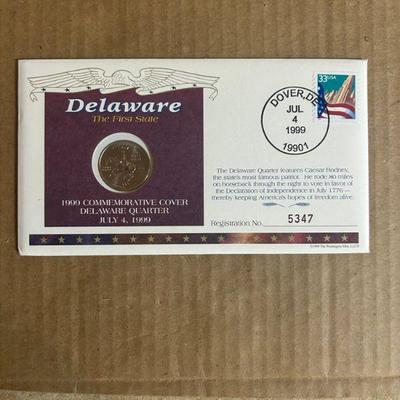 Delaware
The First State
33USA
DOVER, DE
JUL
4
1999
19901
1999 COMMEMORATIVE COVER
DELAWARE QUARTER
JULY 4, 1999
The Delaware Quarter features Caesar Rodney,
the state's most famous patriot. He rode 80 miles
on horseback through the night to vote in favor of
the Declaration of Independence in July 1776 —
thereby keeping America's hopes of freedom alive.
Registration No. 5347